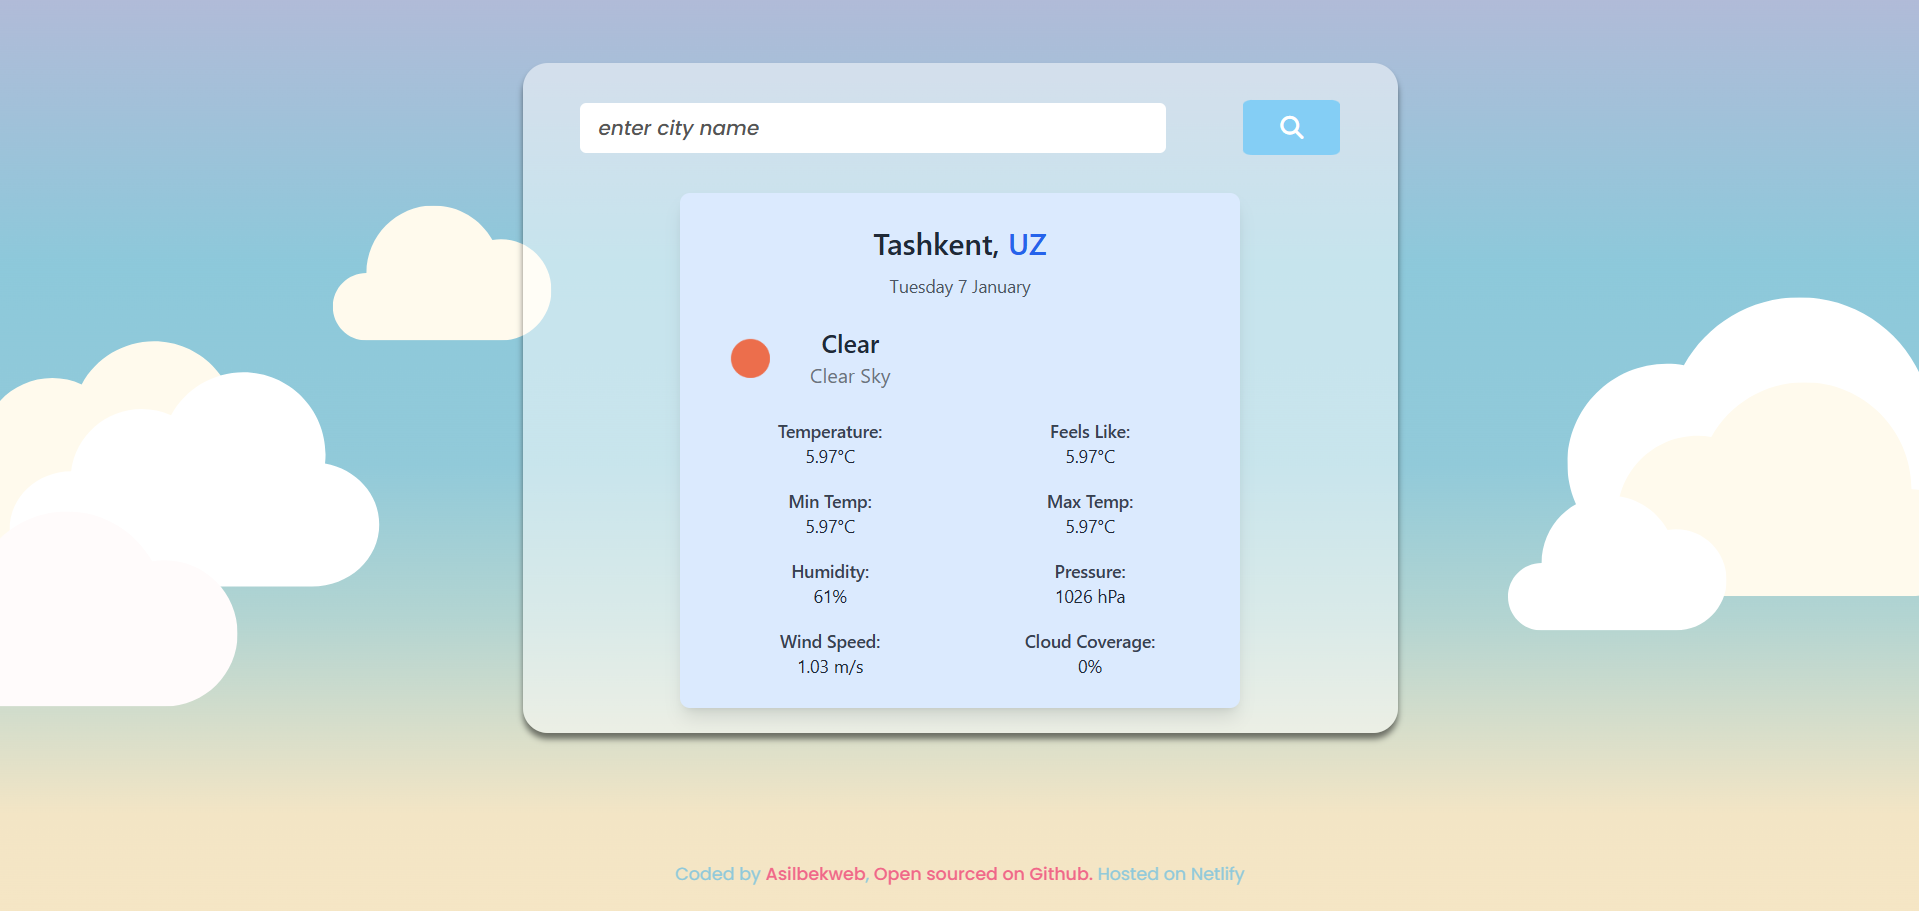 enter city name
Tashkent, UZ
Tuesday 7 January
Clear
Clear Sky
Temperature: Feels Like:
5.97°C 5.97°C
Min Temp: Max Temp:
5.97°C 5.97°C
Humidity: Pressure:
61% 1026 hPa
Wind Speed: Cloud Coverage:
1.03 m/s 0%
Coded by Asilbekweb, Open sourced on Github. Hosted on Netlify